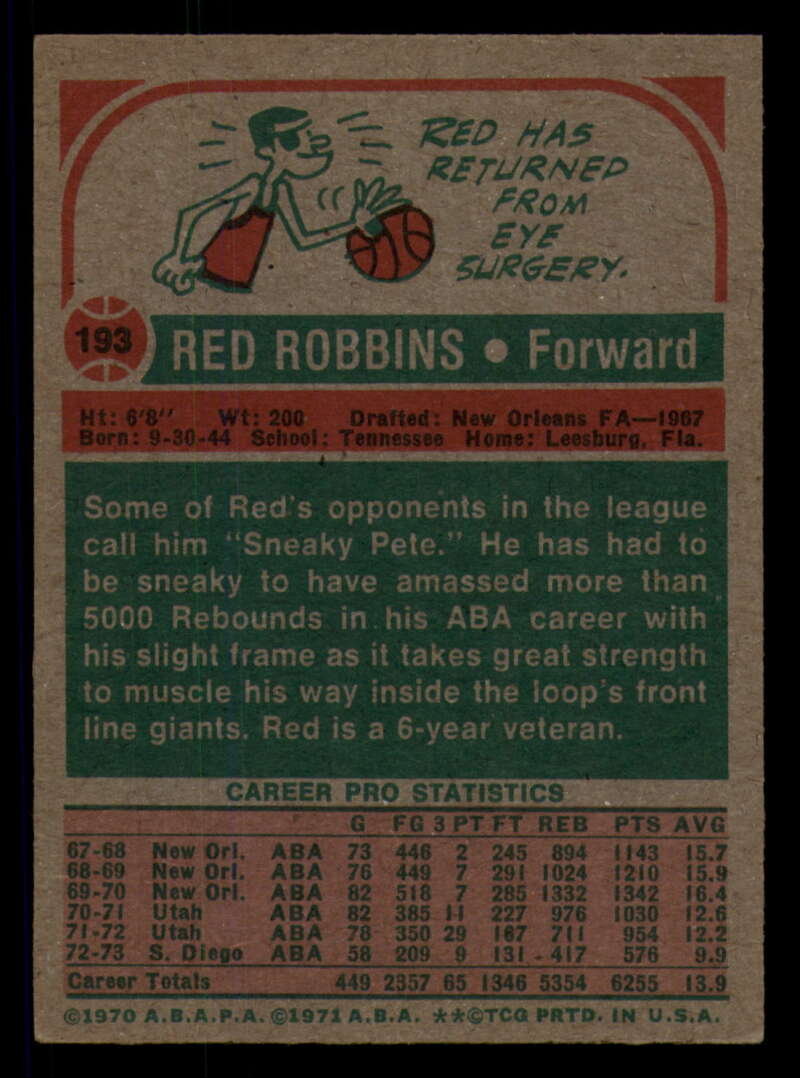 RED HAS
RETURNED
FROM
EYE
SURGERY.
193 RED ROBBINS • Forward
Ht: 6'8" Wt: 200 Drafted: New Orleans FA—1967
Born: 9-30-44 School: Tennessee Home: Leesburg, Fla.
Some of Red's opponents in the league
call him "Sneaky Pete." He has had to
be sneaky to have amassed more than
5000 Rebounds in his ABA career with
his slight frame as it takes great strength
to muscle his way inside the loop's front
line giants. Red is a 6-year veteran.
CAREER PRO STATISTICS
G FG 3 PT FT REB PTS AVG
67-68 New Orl. ABA 73 446 2 245 894 1143 15.7
68-69 New Orl. ABA 76 449 7 291 1024 1210 15.9
69-70 New Orl. ABA 82 518 7 285 1332 1342 16.4
70-71 Utah ABA 82 385 11 227 976 1030 12.6
71-72 Utah ABA 78 350 29 167 711 954 12.2
72-73 S. Diego ABA 58 209 9 131 417 576 9.9
Career Totals 449 2357 65 1346 5354 6255 13.9
©1970 A.B.A.P.A. ©1971 A.B.A. **©TCG PRTD. IN U.S.A.